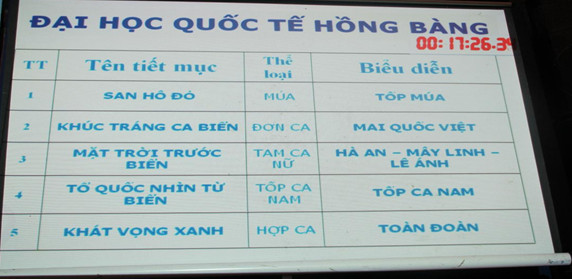 ĐẠI HỌC QUỐC TẾ HỒNG BÀNG
00:17:26.34
TT Tên tiết mục Thể loại Biểu diễn
1 SAN HÔ ĐỎ MÚA TỐP MÚA
2 KHÚC TRÁNG CA BIỂN ĐƠN CA MAI QUỐC VIỆT
3 MẶT TRỜI TRƯỚC BIỂN TAM CA NỮ HÀ AN – MÂY LINH – LÊ ÁNH
4 TỔ QUỐC NHÌN TỪ BIỂN TỐP CA NAM TỐP CA NAM
5 KHÁT VỌNG XANH HỢP CA TOÀN ĐOÀN